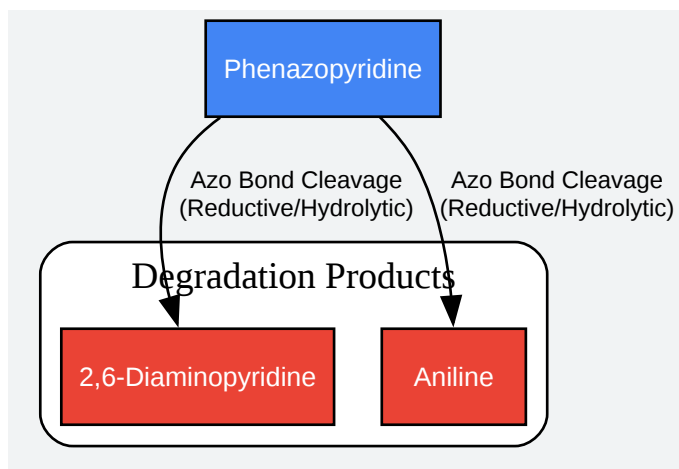 Phenazopyridine
Azo Bond Cleavage
(Reductive/Hydrolytic)
Azo Bond Cleavage
(Reductive/Hydrolytic)
Degradation Products
2,6-Diaminopyridine
Aniline